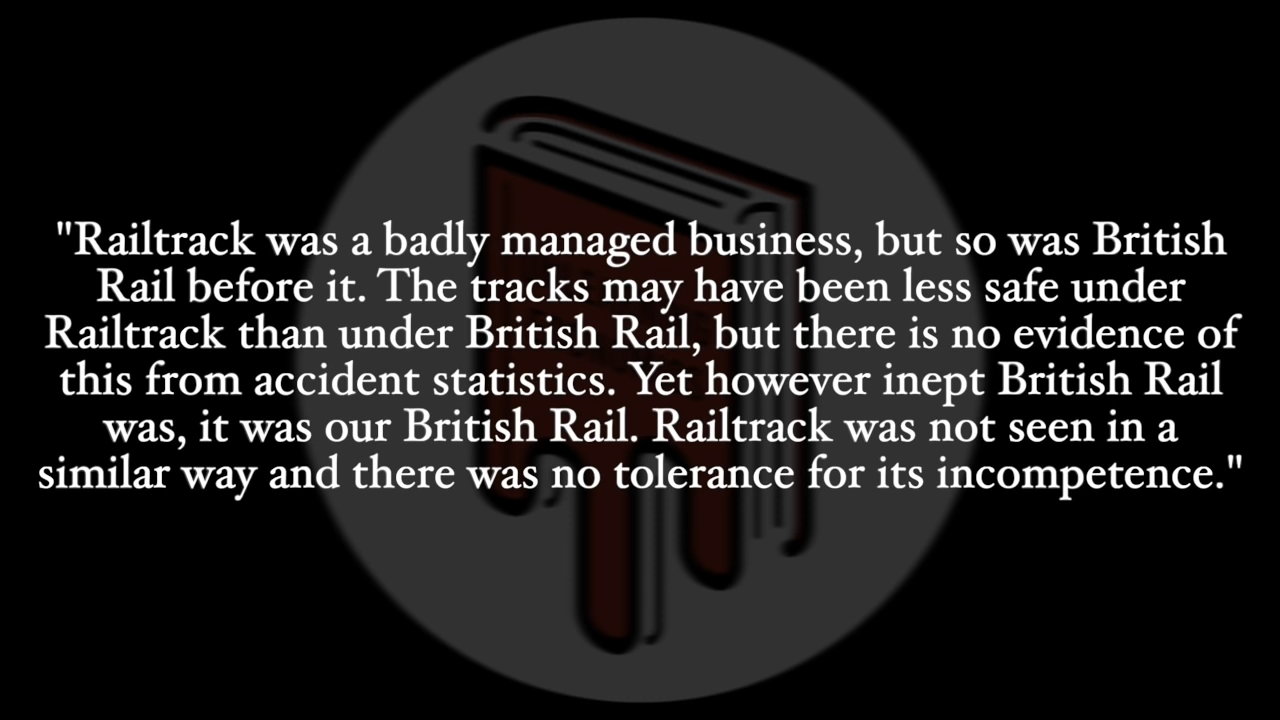 "Railtrack was a badly managed business, but so was British
Rail before it. The tracks may have been less safe under
Railtrack than under British Rail, but there is no evidence of
this from accident statistics. Yet however inept British Rail
was, it was our British Rail. Railtrack was not seen in a
similar way and there was no tolerance for its incompetence."